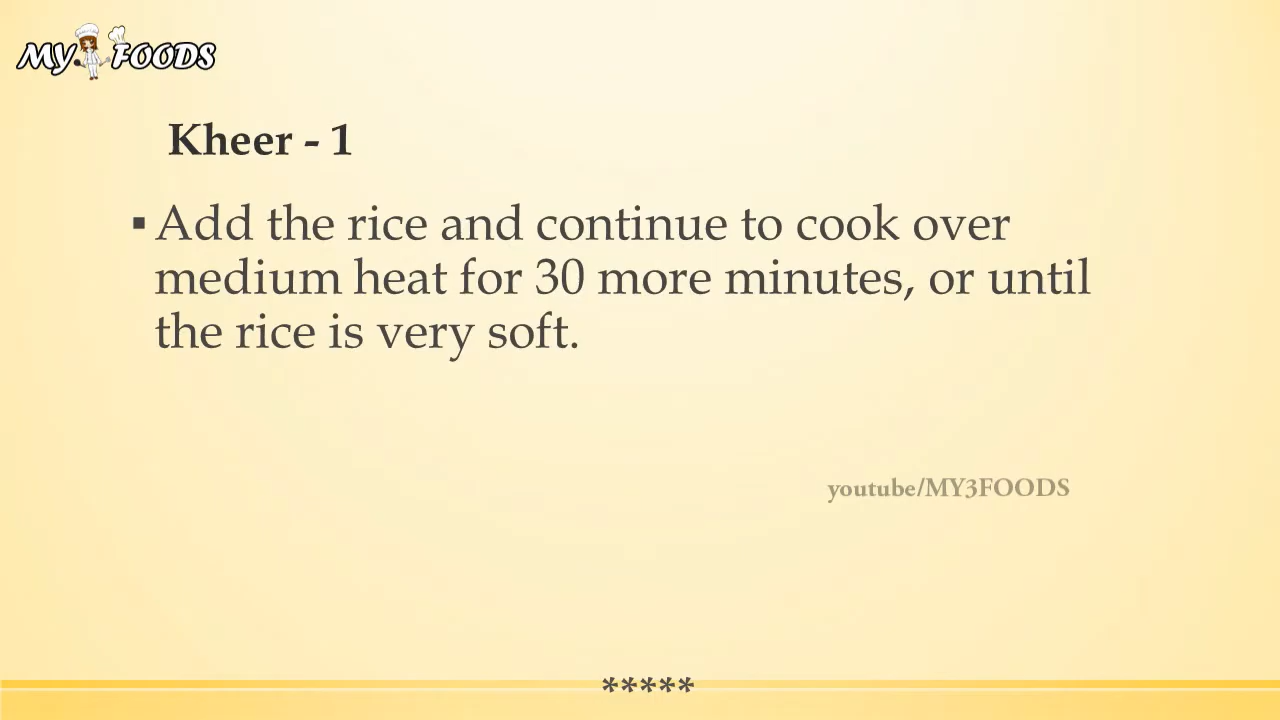 MY FOODS
Kheer - 1
▪ Add the rice and continue to cook over
medium heat for 30 more minutes, or until
the rice is very soft.
youtube/MY3FOODS
*****